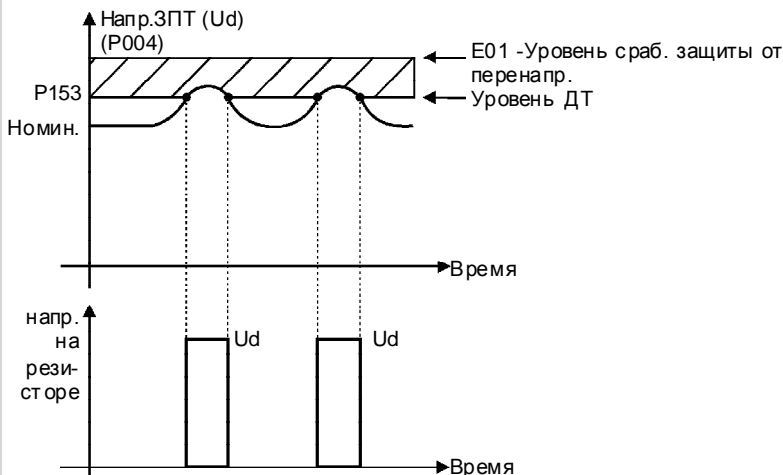 Напр.ЗПТ (Ud)
(P004)
E01 -Уровень сраб. защиты от
перенапр.
P153
Уровень ДТ
Номин.
Время
напр.
на
рези-
сторе
Ud
Ud
Время